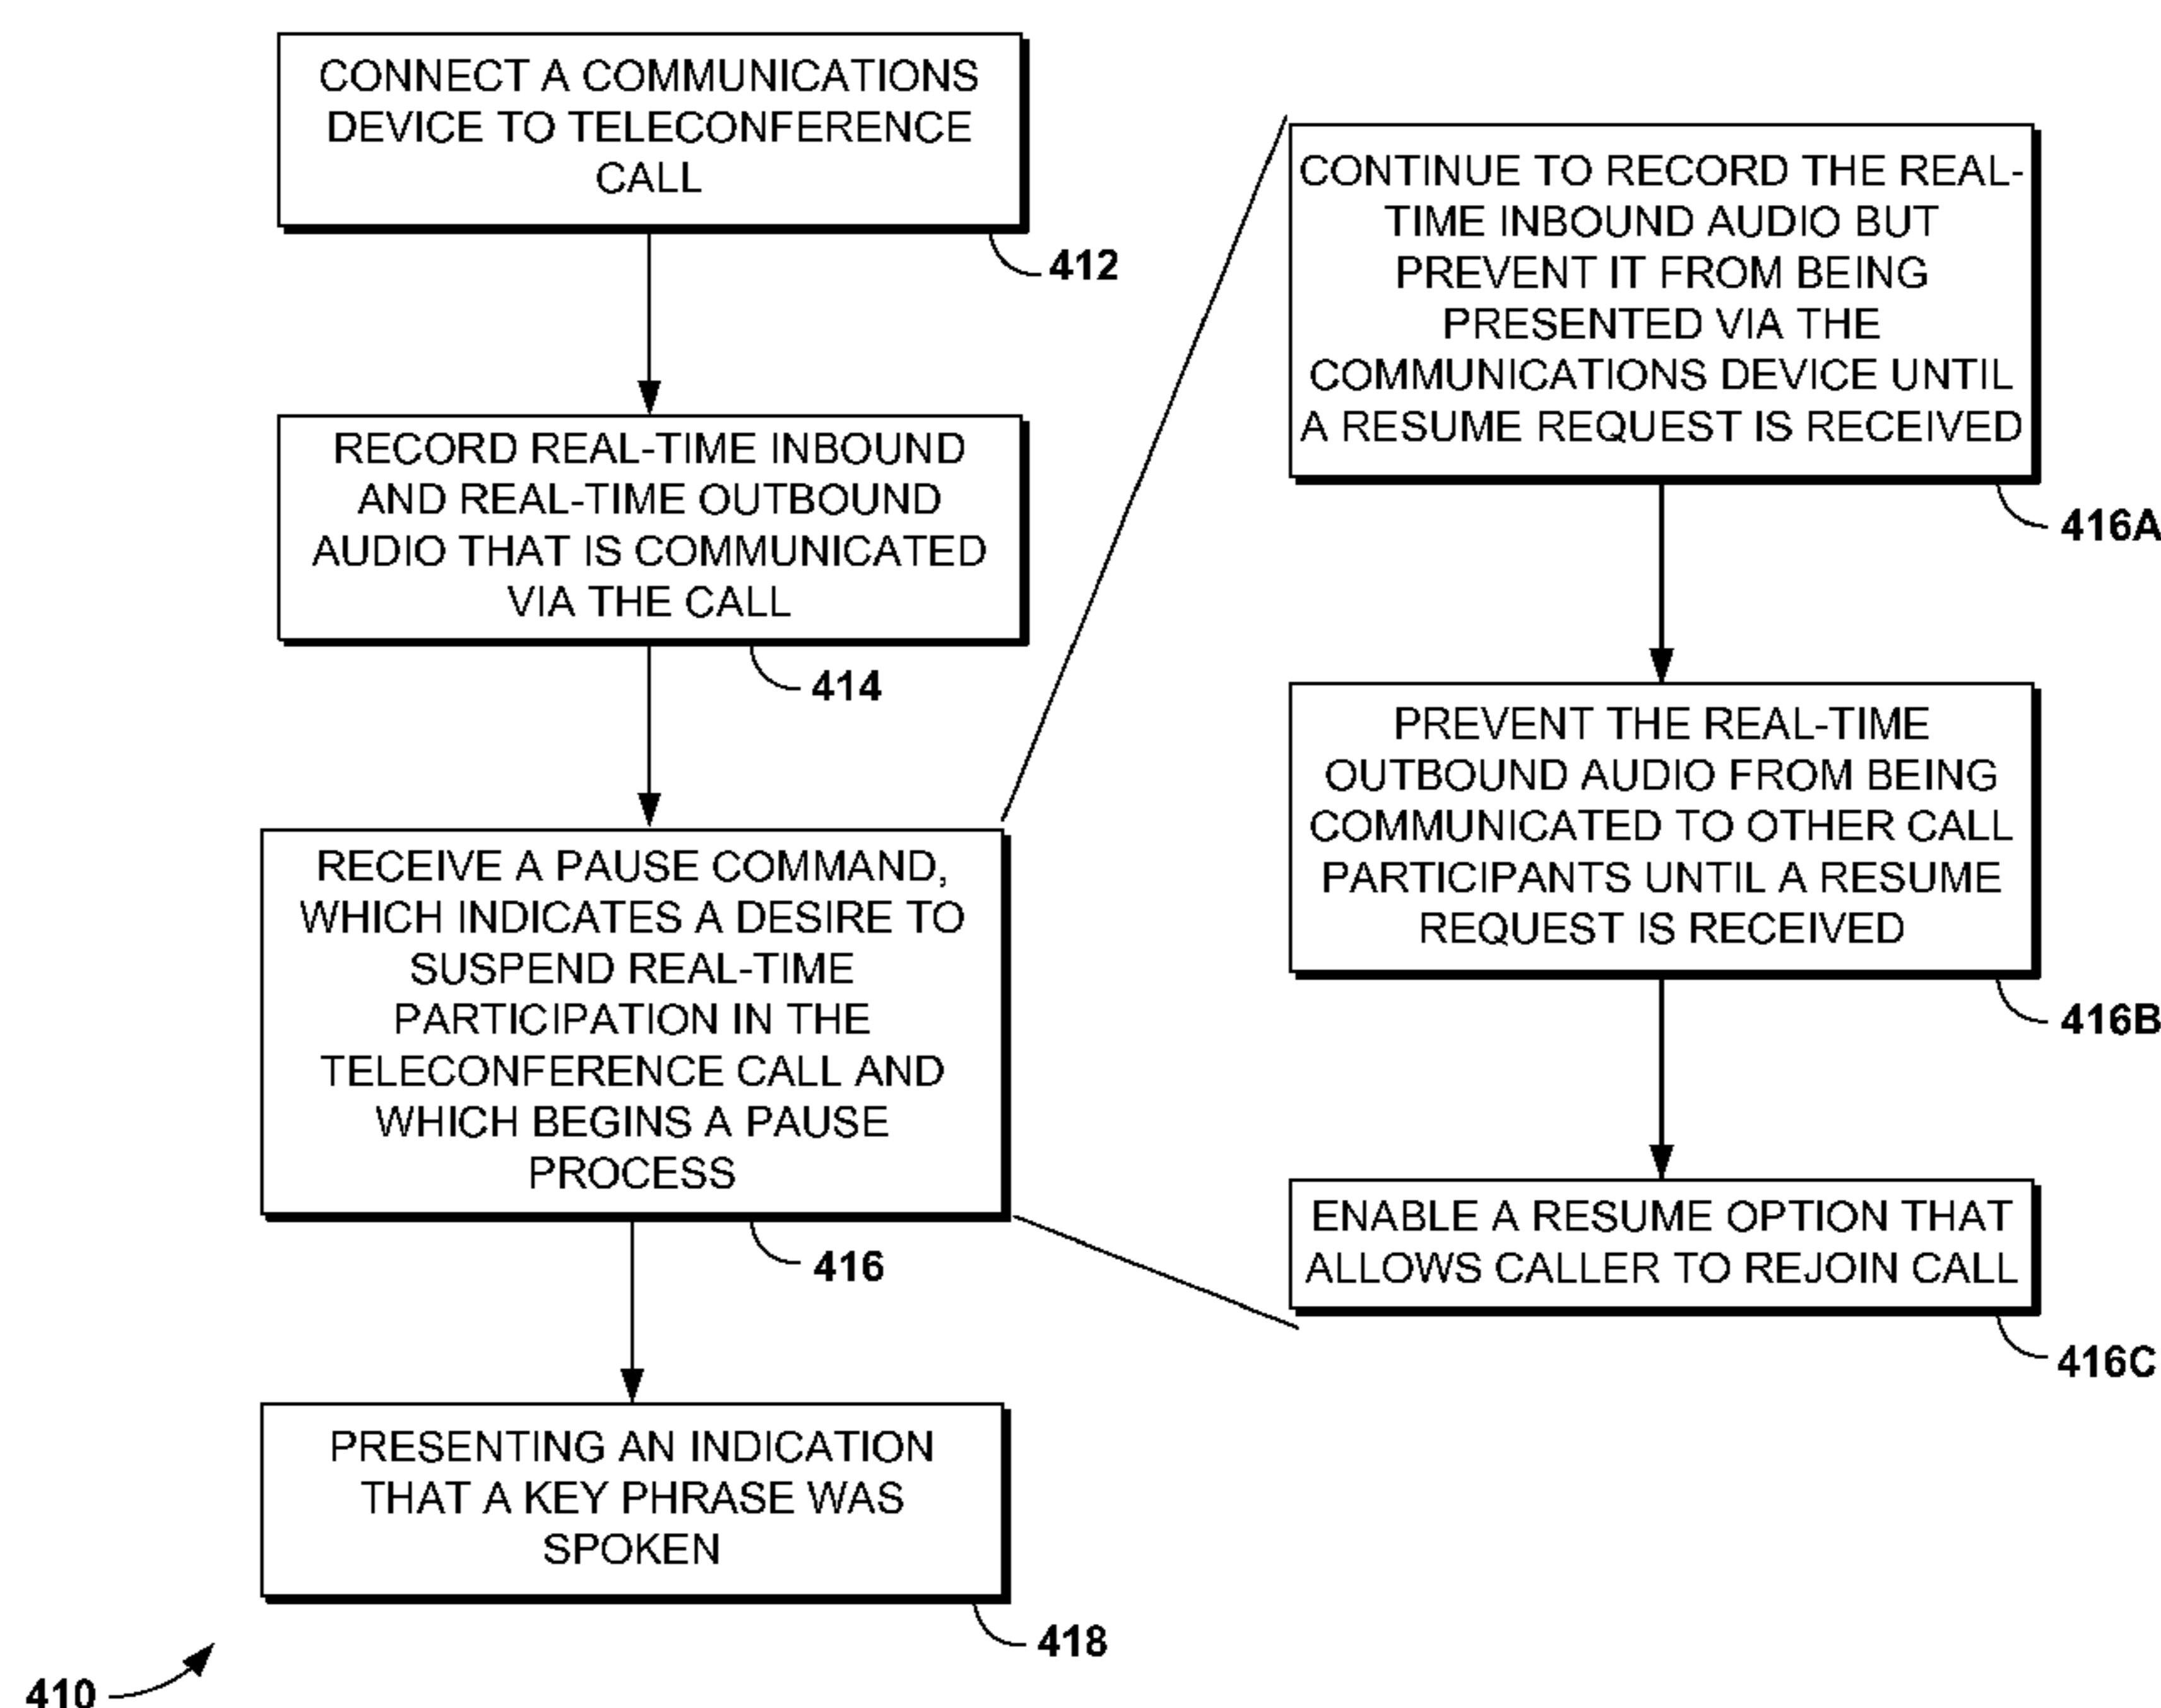 CONNECT A COMMUNICATIONS
DEVICE TO TELECONFERENCE
CALL
412
RECORD REAL-TIME INBOUND
AND REAL-TIME OUTBOUND
AUDIO THAT IS COMMUNICATED
VIA THE CALL
414
RECEIVE A PAUSE COMMAND,
WHICH INDICATES A DESIRE TO
SUSPEND REAL-TIME
PARTICIPATION IN THE
TELECONFERENCE CALL AND
WHICH BEGINS A PAUSE
PROCESS
416
PRESENTING AN INDICATION
THAT A KEY PHRASE WAS
SPOKEN
418
410
CONTINUE TO RECORD THE REAL-
TIME INBOUND AUDIO BUT
PREVENT IT FROM BEING
PRESENTED VIA THE
COMMUNICATIONS DEVICE UNTIL
A RESUME REQUEST IS RECEIVED
416A
PREVENT THE REAL-TIME
OUTBOUND AUDIO FROM BEING
COMMUNICATED TO OTHER CALL
PARTICIPANTS UNTIL A RESUME
REQUEST IS RECEIVED
416B
ENABLE A RESUME OPTION THAT
ALLOWS CALLER TO REJOIN CALL
416C